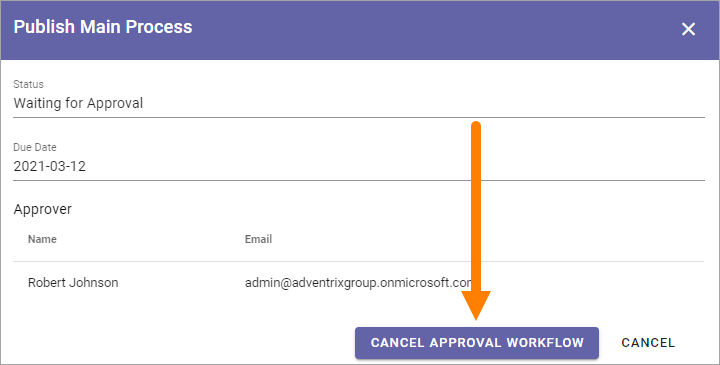 Publish Main Process
Status
Waiting for Approval
Due Date
2021-03-12
Approver
Name Email
Robert Johnson admin@adventrixgroup.onmicrosoft.com
CANCEL APPROVAL WORKFLOW CANCEL